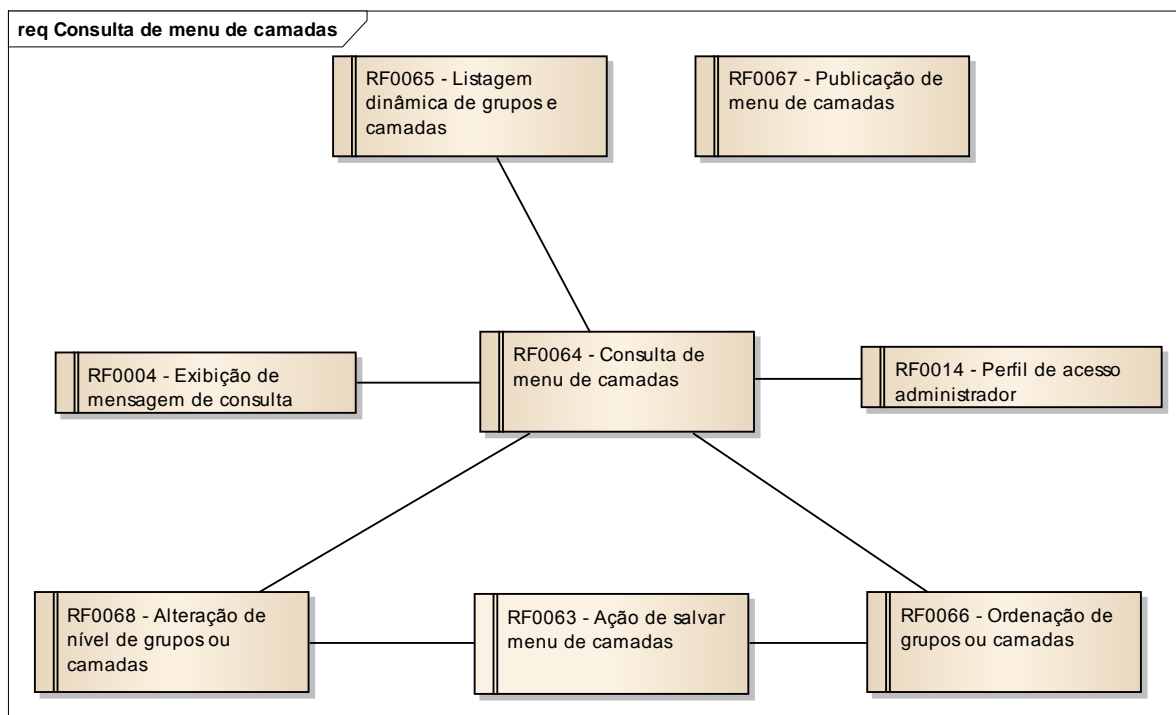 req Consulta de menu de camadas
RF0065 - Listagem
dinâmica de grupos e
camadas
RF0067 - Publicação de
menu de camadas
RF0004 - Exibição de
mensagem de consulta
RF0064 - Consulta de
menu de camadas
RF0014 - Perfil de acesso
administrador
RF0068 - Alteração de
nível de grupos ou
camadas
RF0063 - Ação de salvar
menu de camadas
RF0066 - Ordenação de
grupos ou camadas